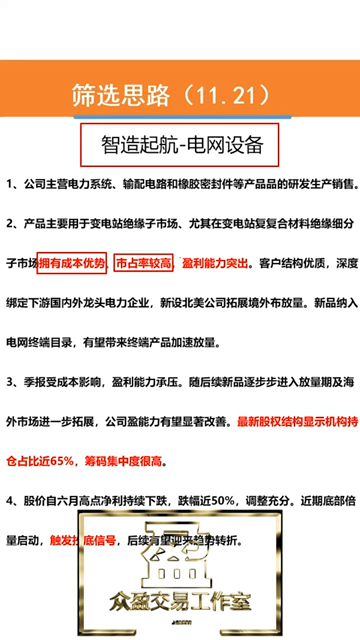 筛选思路（11.21）
智造起航-电网设备
1、公司主营电力系统、输配电路和橡胶密封件等产品品的研发生产销售。
2、产品主要用于变电站绝缘子市场、尤其在变电站复复合材料绝缘细分
子市场拥有成本优势，市占率较高，盈利能力突出。客户结构优质，深度
绑定下游国内外龙头电力企业，新设北美公司拓展境外布放量。新品纳入
电网终端目录，有望带来终端产品加速放量。
3、季报受成本影响，盈利能力承压。随后续新品逐步步进入放量期及海
外市场进一步拓展，公司盈能力有望显著改善。最新股权结构显示机构持
仓占比近65%，筹码集中度很高。
4、股价自六月高点净利持续下跌，跌幅近50%，调整充分。近期底部倍
量启动，触发抄底信号，后续有望迎来趋势转折。
盈
众盈交易工作室